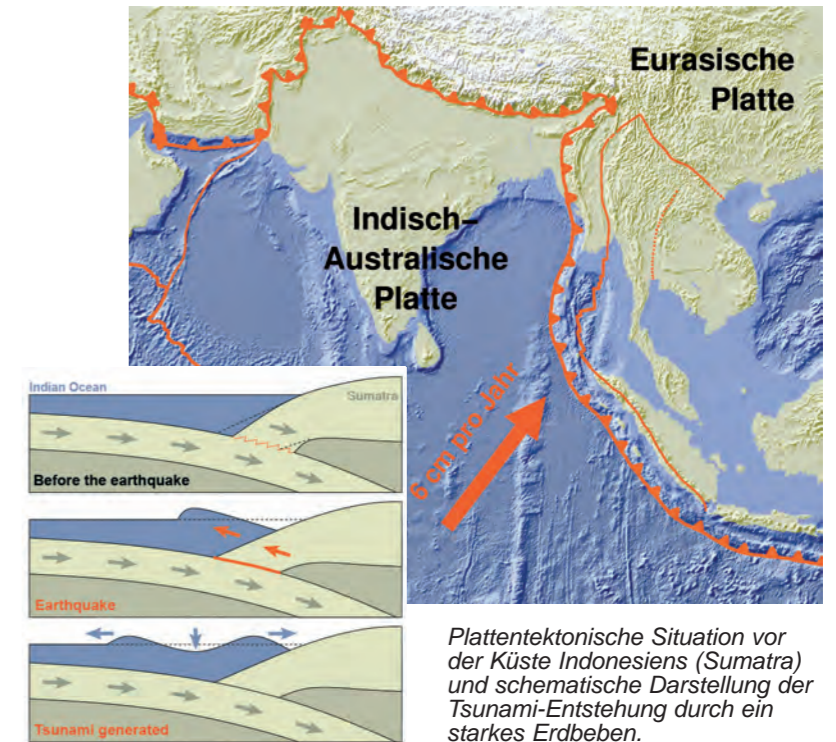 Eurasische
Platte
Indisch–
Australische
Platte
6 cm pro Jahr
Indian Ocean
Sumatra
Before the earthquake
Earthquake
Tsunami generated
Plattentektonische Situation vor
der Küste Indonesiens (Sumatra)
und schematische Darstellung der
Tsunami-Entstehung durch ein
starkes Erdbeben.